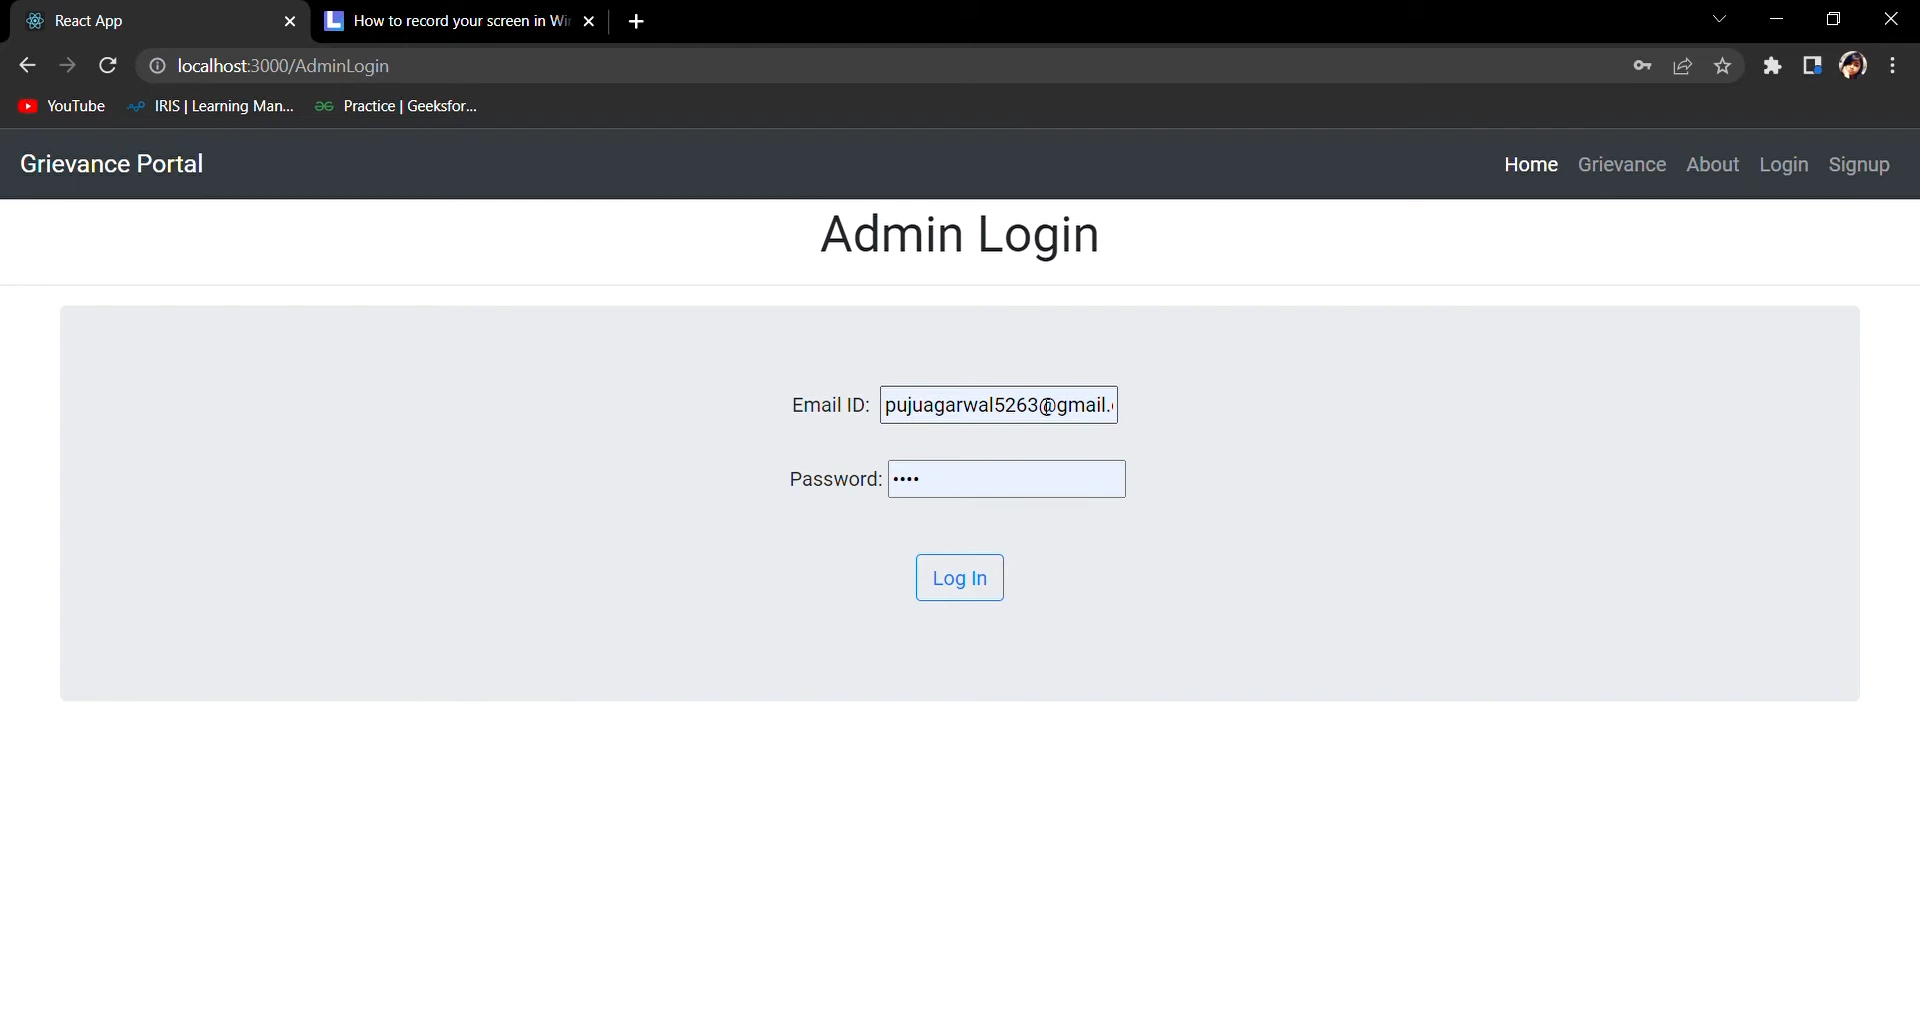 React App
How to record your screen in Wi
localhost:3000/AdminLogin
YouTube IRIS | Learning Man... Practice | Geeksfor...
Grievance Portal
Home Grievance About Login Signup
Admin Login
Email ID: pujuagarwal5263@gmail.
Password: ••••
Log In